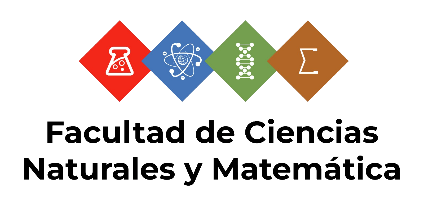 Σ
Facultad de Ciencias
Naturales y Matemática